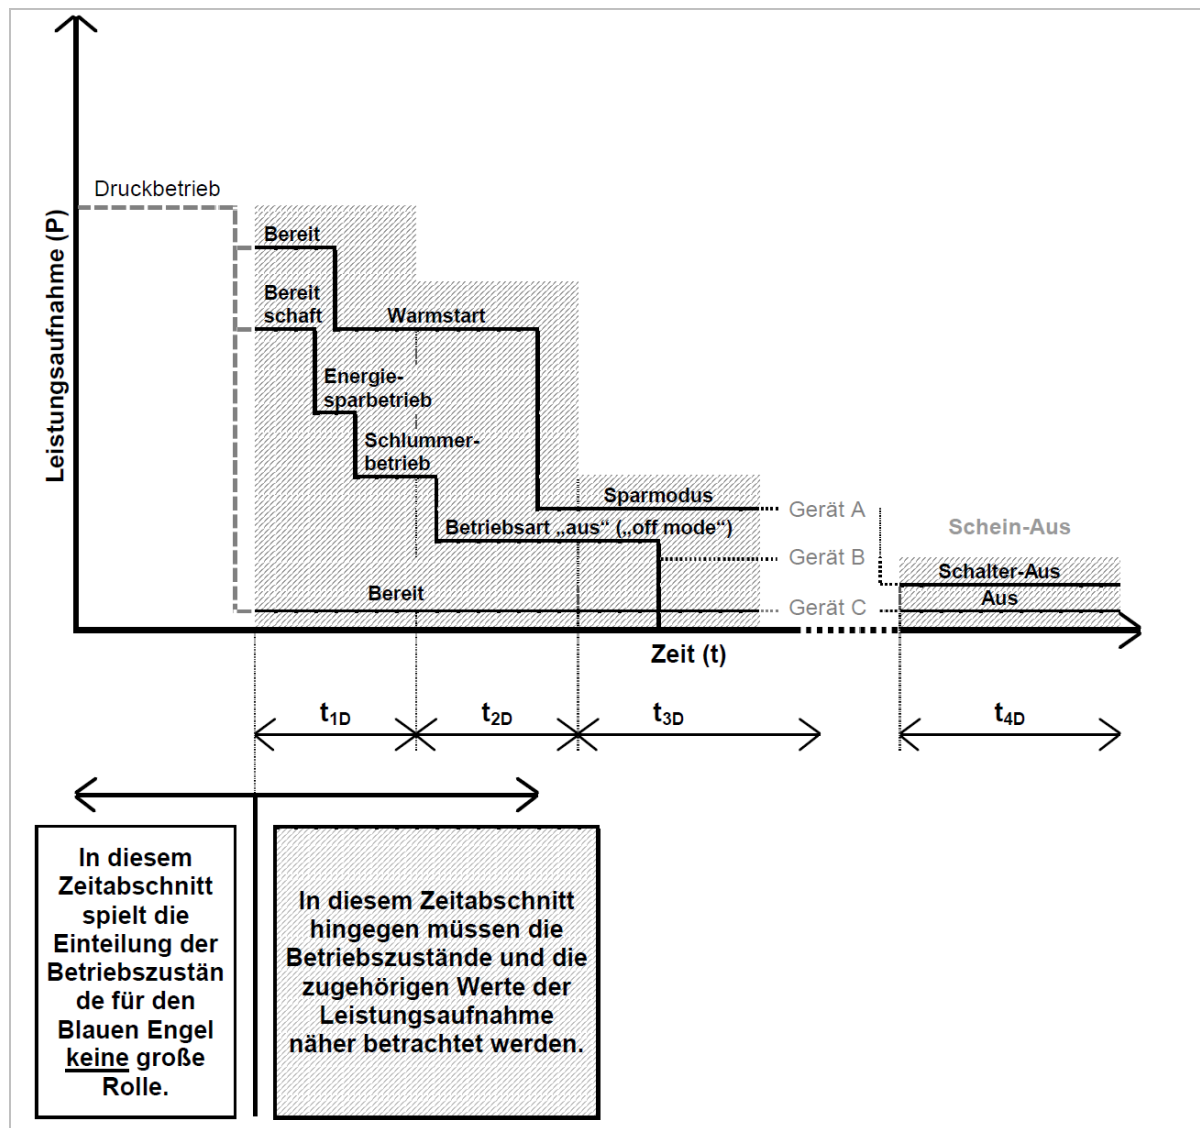 Druckbetrieb
Leistungsaufnahme (P)
Bereit
Bereit
schaft
Warmstart
Energie-
sparbetrieb
Schlummer-
betrieb
Sparmodus
Gerät A
Betriebsart „aus“ („off mode“)
Schein-Aus
Gerät B
Schalter-Aus
Bereit
Gerät C
Aus
Zeit (t)
t1D
t2D
t3D
t4D
In diesem
Zeitabschnitt
spielt die
Einteilung der
Betriebszustän
de für den
Blauen Engel
keine große
Rolle.
In diesem Zeitabschnitt
hingegen müssen die
Betriebszustände und die
zugehörigen Werte der
Leistungsaufnahme
näher betrachtet werden.